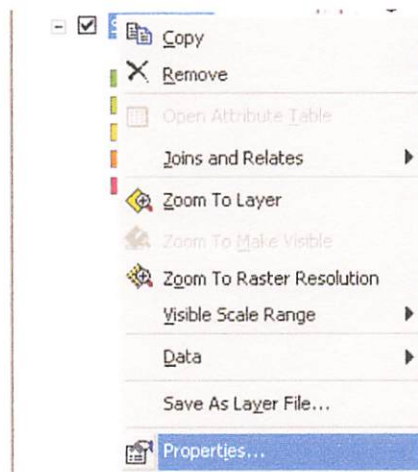 Copy
Remove
Open Attribute Table
Joins and Relates
Zoom To Layer
Zoom To Make Visible
Zoom To Raster Resolution
Visible Scale Range
Data
Save As Layer File...
Properties...